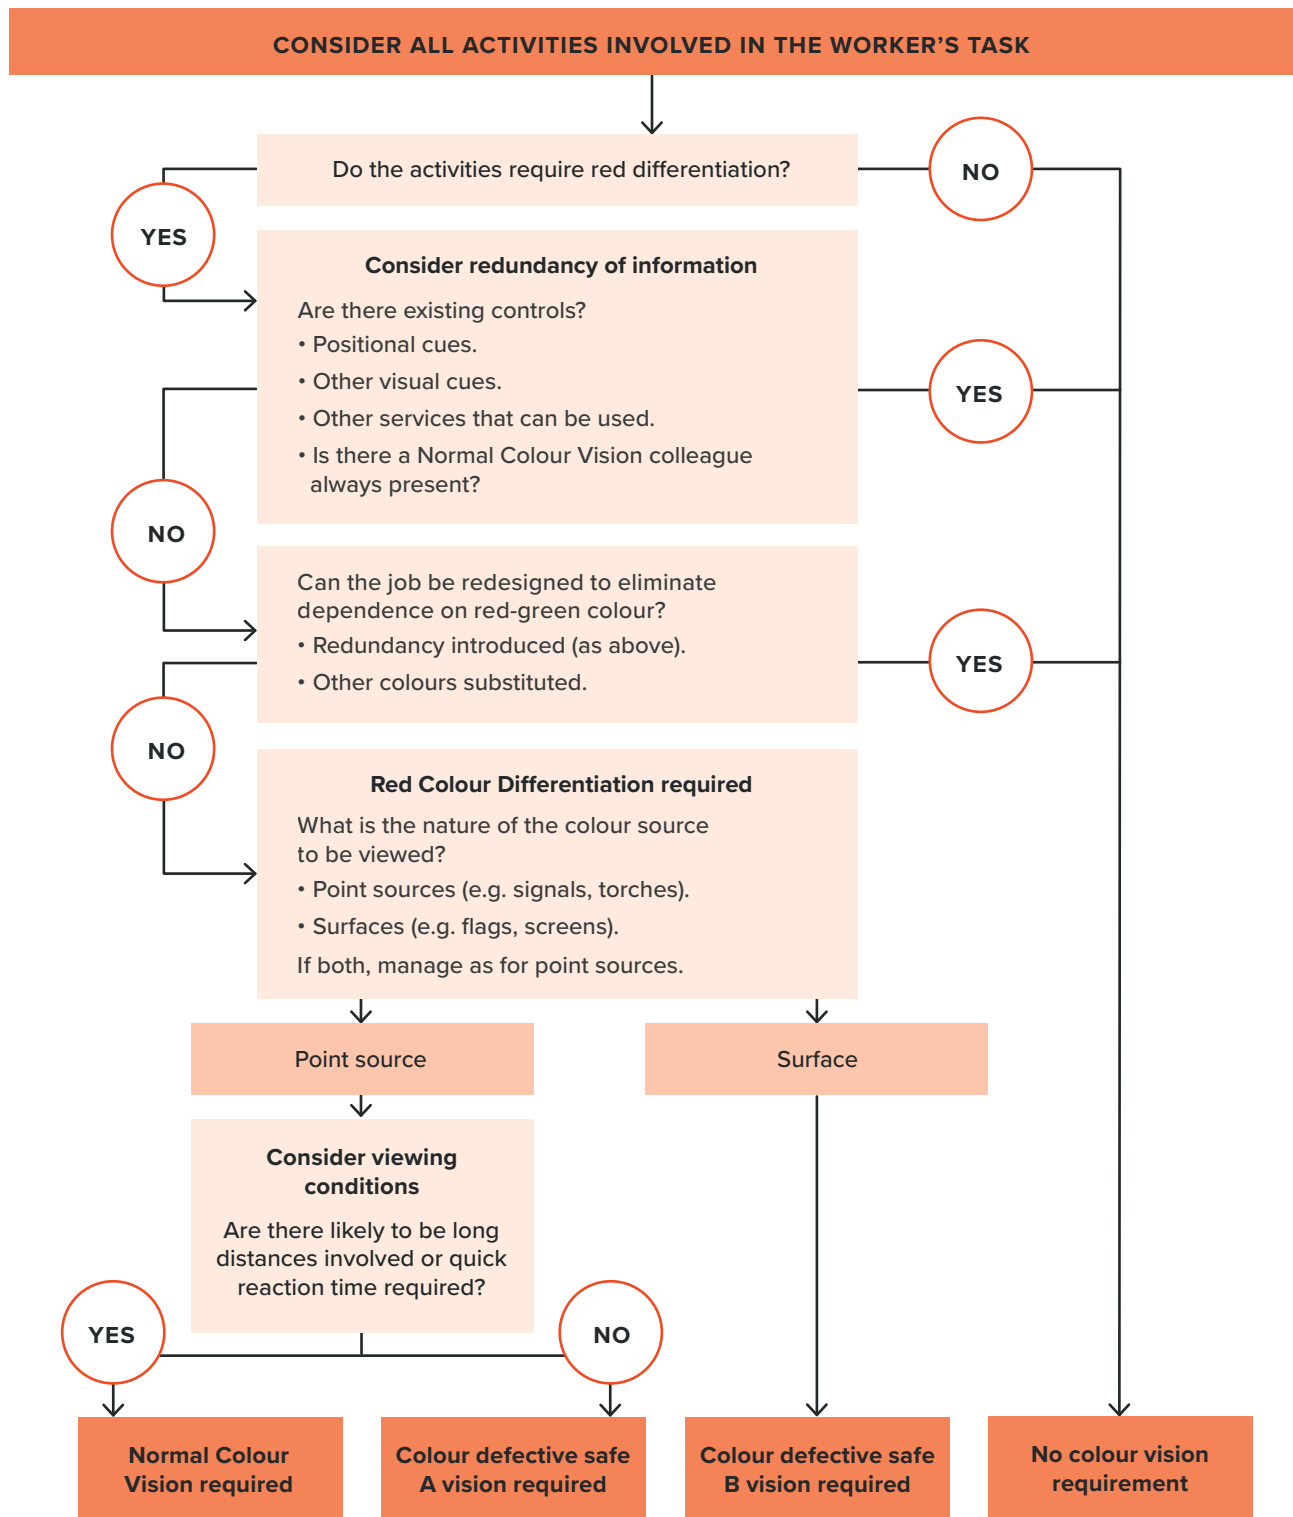 CONSIDER ALL ACTIVITIES INVOLVED IN THE WORKER’S TASK
Do the activities require red differentiation?
NO
YES
Consider redundancy of information
Are there existing controls?
• Positional cues.
• Other visual cues.
• Other services that can be used.
• Is there a Normal Colour Vision colleague
always present?
YES
NO
Can the job be redesigned to eliminate
dependence on red-green colour?
• Redundancy introduced (as above).
• Other colours substituted.
YES
NO
Red Colour Differentiation required
What is the nature of the colour source
to be viewed?
• Point sources (e.g. signals, torches).
• Surfaces (e.g. flags, screens).
If both, manage as for point sources.
Point source
Surface
Consider viewing
conditions
Are there likely to be long
distances involved or quick
reaction time required?
YES
NO
Normal Colour
Vision required
Colour defective safe
A vision required
Colour defective safe
B vision required
No colour vision
requirement